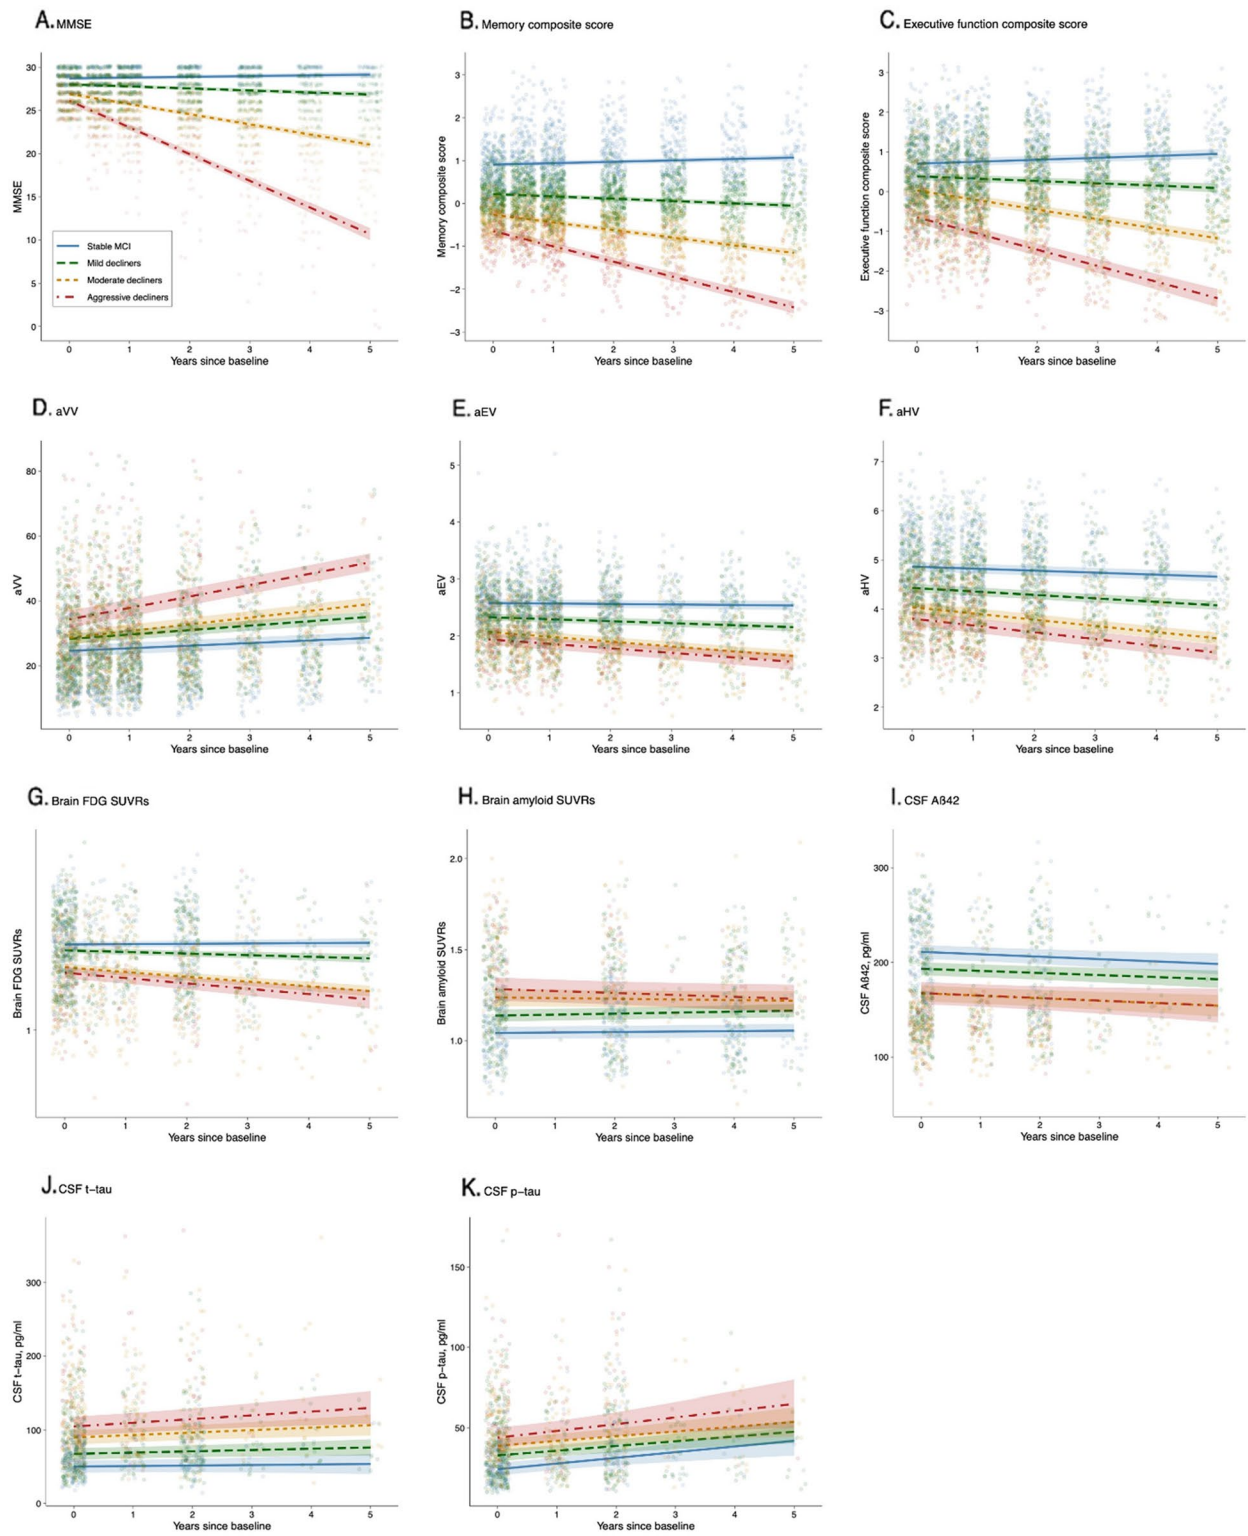 A. MMSE
B. Memory composite score
C. Executive function composite score
MMSE
30
25
20
15
10
5
0
Stable MCI
Mild decliners
Moderate decliners
Aggressive decliners
0 1 2 3 4 5
Years since baseline
Memory composite score
3
2
1
0
−1
−2
−3
0 1 2 3 4 5
Years since baseline
Executive function composite score
3
2
1
0
−1
−2
−3
0 1 2 3 4 5
Years since baseline
D. aVV
E. aEV
F. aHV
aVV
80
60
40
20
0 1 2 3 4 5
Years since baseline
aEV
5
4
3
2
1
0 1 2 3 4 5
Years since baseline
aHV
7
6
5
4
3
2
0 1 2 3 4 5
Years since baseline
G. Brain FDG SUVRs
H. Brain amyloid SUVRs
I. CSF Aß42
Brain FDG SUVRs
1
0 1 2 3 4 5
Years since baseline
Brain amyloid SUVRs
2.0
1.5
1.0
0 1 2 3 4 5
Years since baseline
CSF Aß42, pg/ml
300
200
100
0 1 2 3 4 5
Years since baseline
J. CSF t−tau
K. CSF p−tau
CSF t−tau, pg/ml
300
200
100
0
0 1 2 3 4 5
Years since baseline
CSF p−tau, pg/ml
150
100
50
0 1 2 3 4 5
Years since baseline